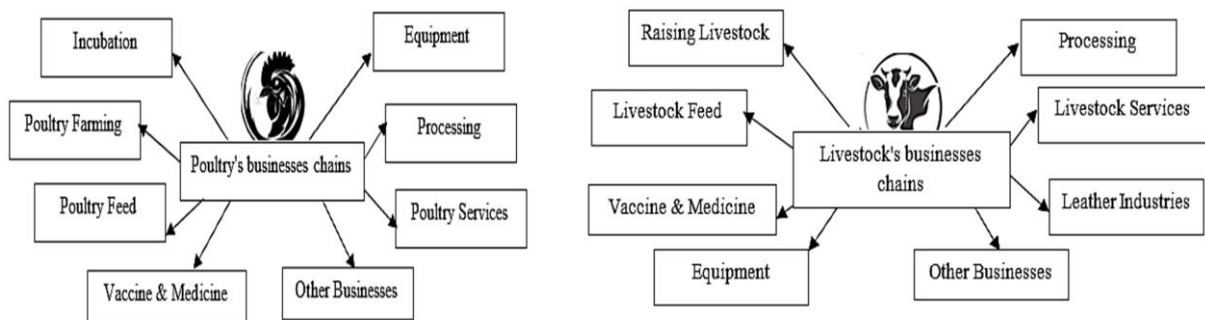 Incubation
Equipment
Poultry Farming
Processing
Poultry's businesses chains
Poultry Feed
Poultry Services
Vaccine & Medicine
Other Businesses
Raising Livestock
Processing
Livestock Feed
Livestock Services
Livestock's businesses
chains
Vaccine & Medicine
Leather Industries
Equipment
Other Businesses